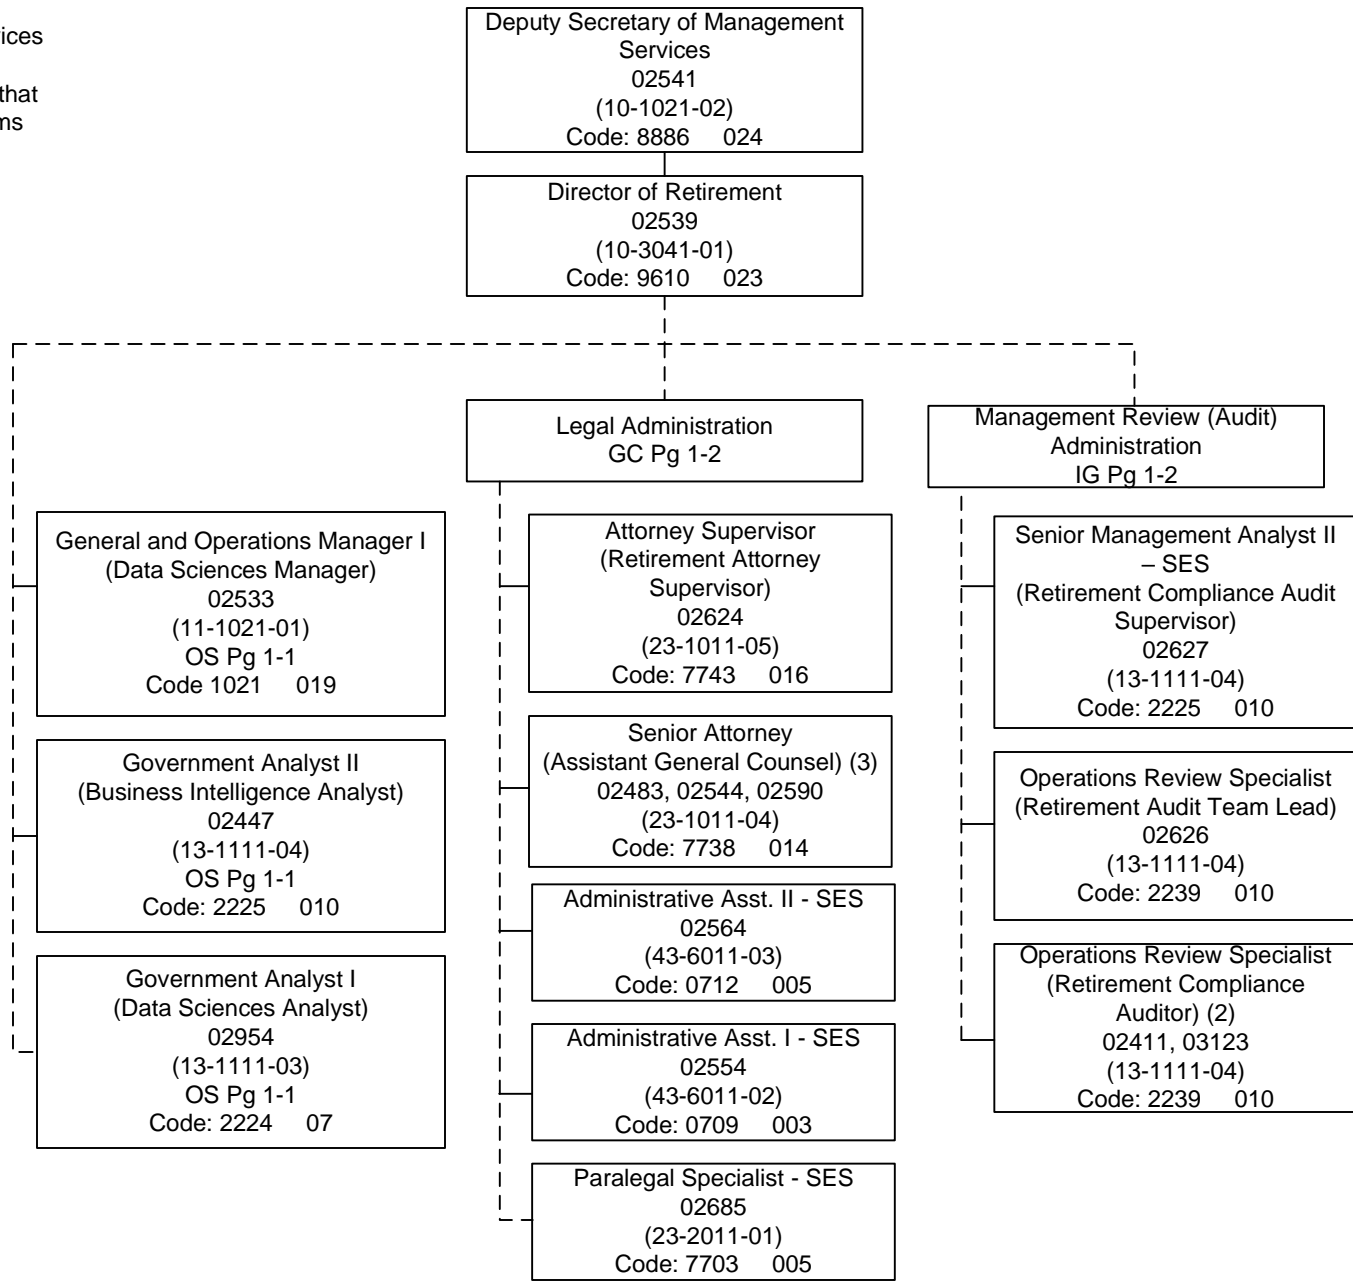 vices
that
ms
Deputy Secretary of Management
Services
02541
(10-1021-02)
Code: 8886 024
Director of Retirement
02539
(10-3041-01)
Code: 9610 023
Legal Administration
GC Pg 1-2
Management Review (Audit)
Administration
IG Pg 1-2
General and Operations Manager I
(Data Sciences Manager)
02533
(11-1021-01)
OS Pg 1-1
Code 1021 019
Government Analyst II
(Business Intelligence Analyst)
02447
(13-1111-04)
OS Pg 1-1
Code: 2225 010
Government Analyst I
(Data Sciences Analyst)
02954
(13-1111-03)
OS Pg 1-1
Code: 2224 07
Attorney Supervisor
(Retirement Attorney
Supervisor)
02624
(23-1011-05)
Code: 7743 016
Senior Attorney
(Assistant General Counsel) (3)
02483, 02544, 02590
(23-1011-04)
Code: 7738 014
Administrative Asst. II - SES
02564
(43-6011-03)
Code: 0712 005
Administrative Asst. I - SES
02554
(43-6011-02)
Code: 0709 003
Paralegal Specialist - SES
02685
(23-2011-01)
Code: 7703 005
Senior Management Analyst II
– SES
(Retirement Compliance Audit
Supervisor)
02627
(13-1111-04)
Code: 2225 010
Operations Review Specialist
(Retirement Audit Team Lead)
02626
(13-1111-04)
Code: 2239 010
Operations Review Specialist
(Retirement Compliance
Auditor) (2)
02411, 03123
(13-1111-04)
Code: 2239 010